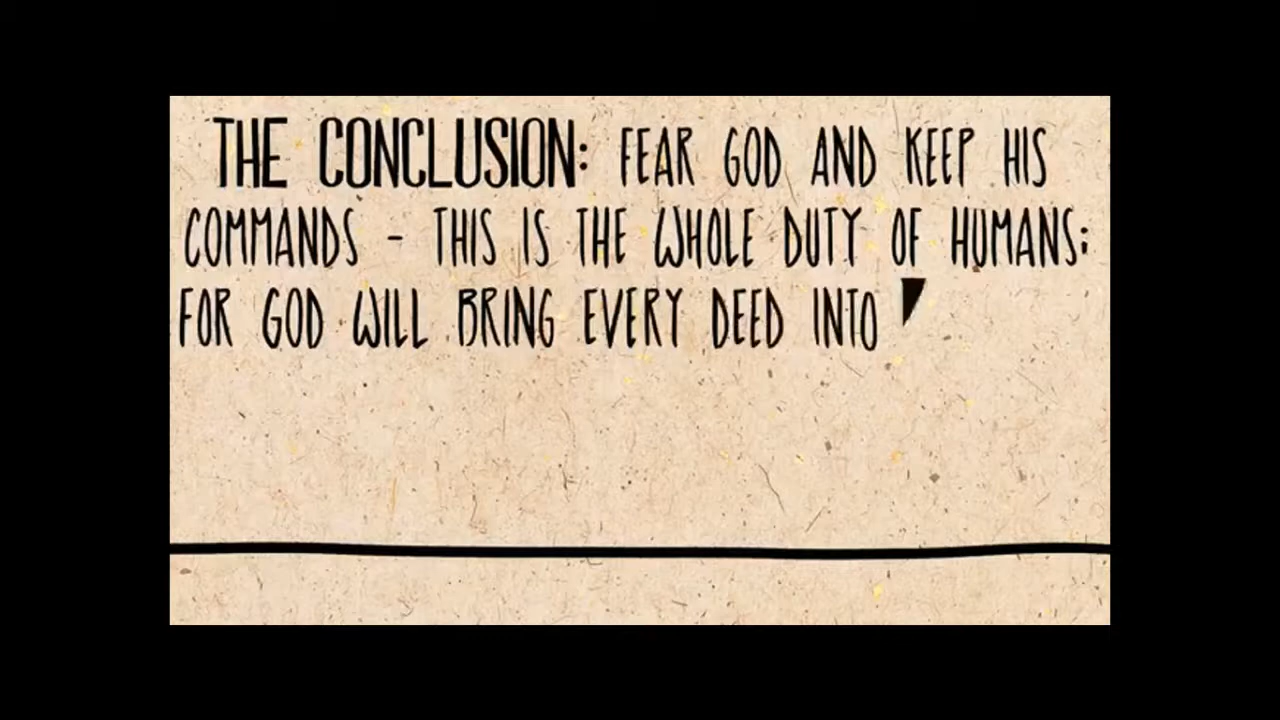 THE CONCLUSION: FEAR GOD AND KEEP HIS
COMMANDS - THIS IS THE WHOLE DUTY OF HUMANS;
FOR GOD WILL BRING EVERY DEED INTO